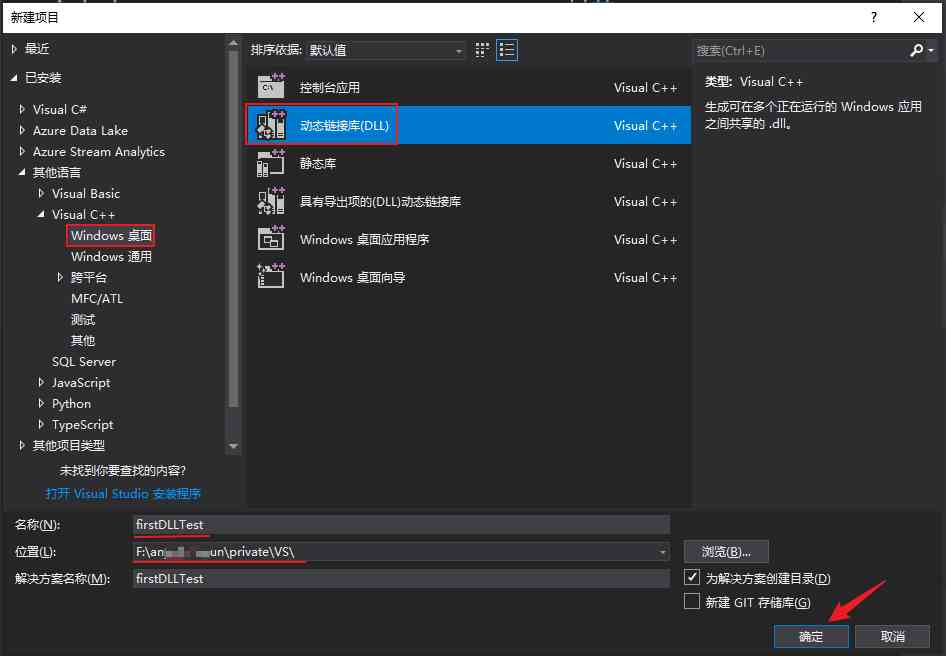 新建项目
?
最近
已安装
Visual C#
Azure Data Lake
Azure Stream Analytics
其他语言
Visual Basic
Visual C++
Windows 桌面
Windows 通用
跨平台
MFC/ATL
测试
其他
SQL Server
JavaScript
Python
TypeScript
其他项目类型
未找到你要查找的内容?
打开 Visual Studio 安装程序
排序依据: 默认值
控制台应用 Visual C++
动态链接库(DLL) Visual C++
静态库 Visual C++
具有导出项的(DLL)动态链接库 Visual C++
Windows 桌面应用程序 Visual C++
Windows 桌面向导 Visual C++
搜索(Ctrl+E)
类型: Visual C++
生成可在多个正在运行的 Windows 应用
之间共享的 .dll。
名称(N): firstDLLTest
位置(L): F:\an un\private\VS\
浏览(B)...
解决方案名称(M): firstDLLTest
为解决方案创建目录(D)
新建 GIT 存储库(G)
确定 取消